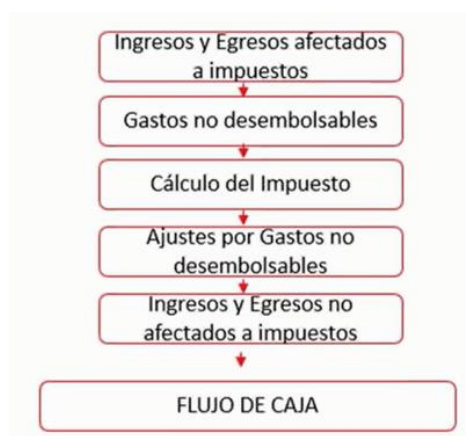 Ingresos y Egresos afectados
a impuestos
Gastos no desembolsables
Cálculo del Impuesto
Ajustes por Gastos no
desembolsables
Ingresos y Egresos no
afectados a impuestos
FLUJO DE CAJA